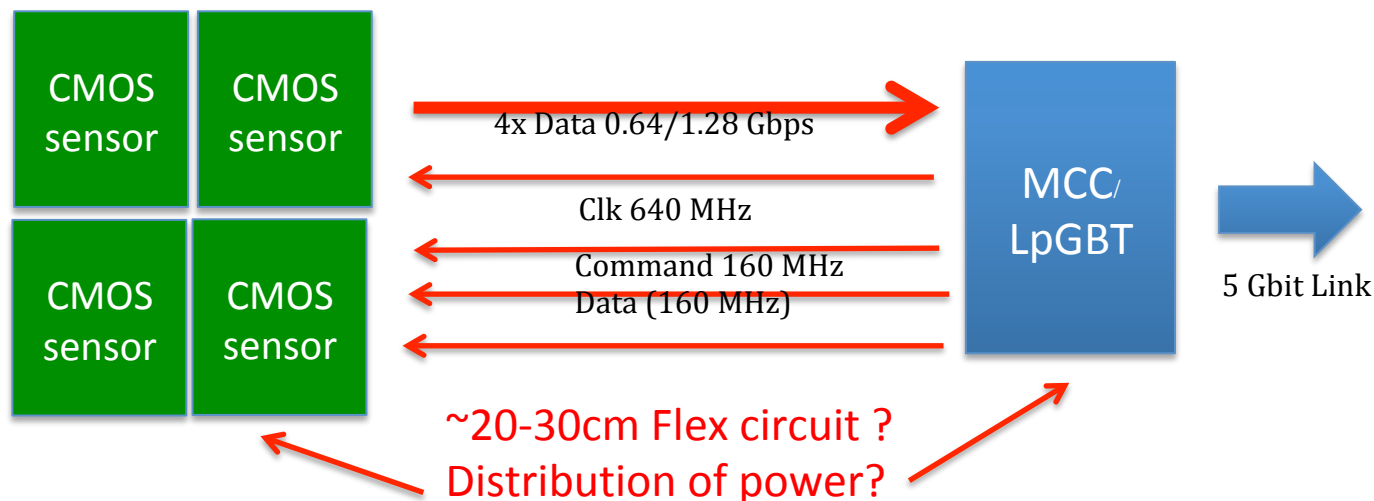 CMOS
sensor
CMOS
sensor
4x Data 0.64/1.28 Gbps
Clk 640 MHz
Command 160 MHz
Data (160 MHz)
CMOS
sensor
CMOS
sensor
MCC/
LpGBT
5 Gbit Link
~20-30cm Flex circuit ?
Distribution of power?